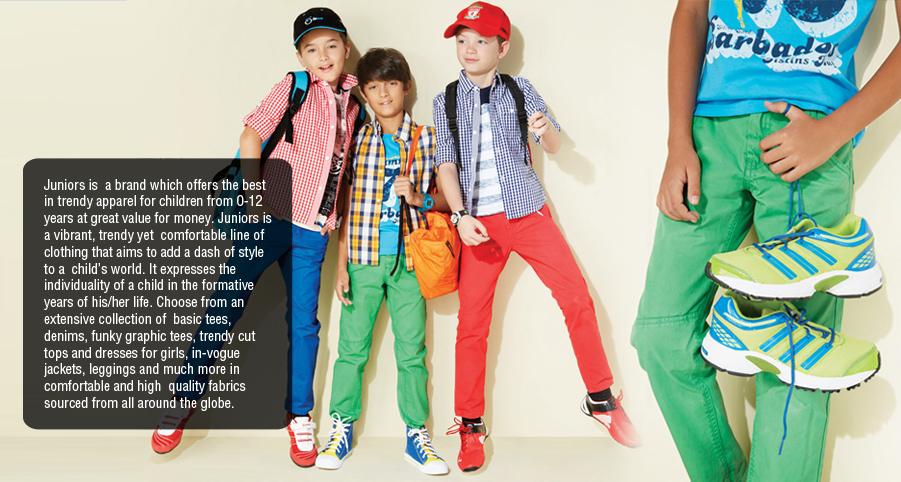 Juniors is a brand which offers the best
in trendy apparel for children from 0-12
years at great value for money. Juniors is
a vibrant, trendy yet comfortable line of
clothing that aims to add a dash of style
to a child's world. It expresses the
individuality of a child in the formative
years of his/her life. Choose from an
extensive collection of basic tees,
denims, funky graphic tees, trendy cut
tops and dresses for girls, in-vogue
jackets, leggings and much more in
comfortable and high quality fabrics
sourced from all around the globe.